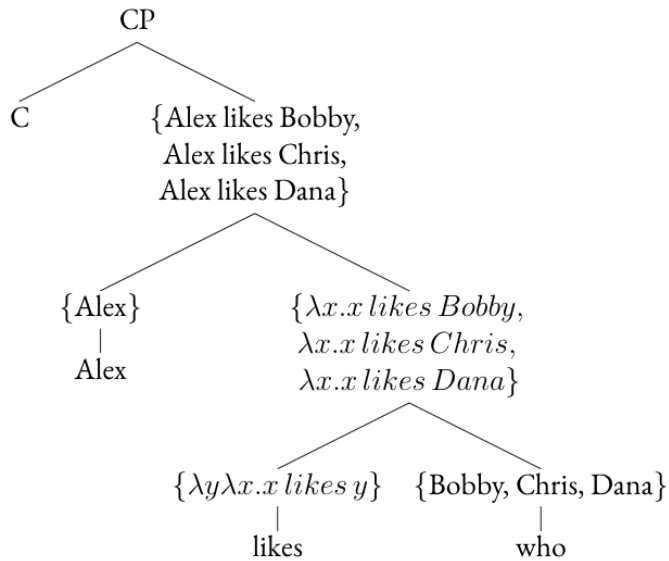 CP
C
{Alex likes Bobby,
Alex likes Chris,
Alex likes Dana}
{Alex}
Alex
{λx.x likes Bobby,
λx.x likes Chris,
λx.x likes Dana}
{λyλx.x likes y}
likes
{Bobby, Chris, Dana}
who